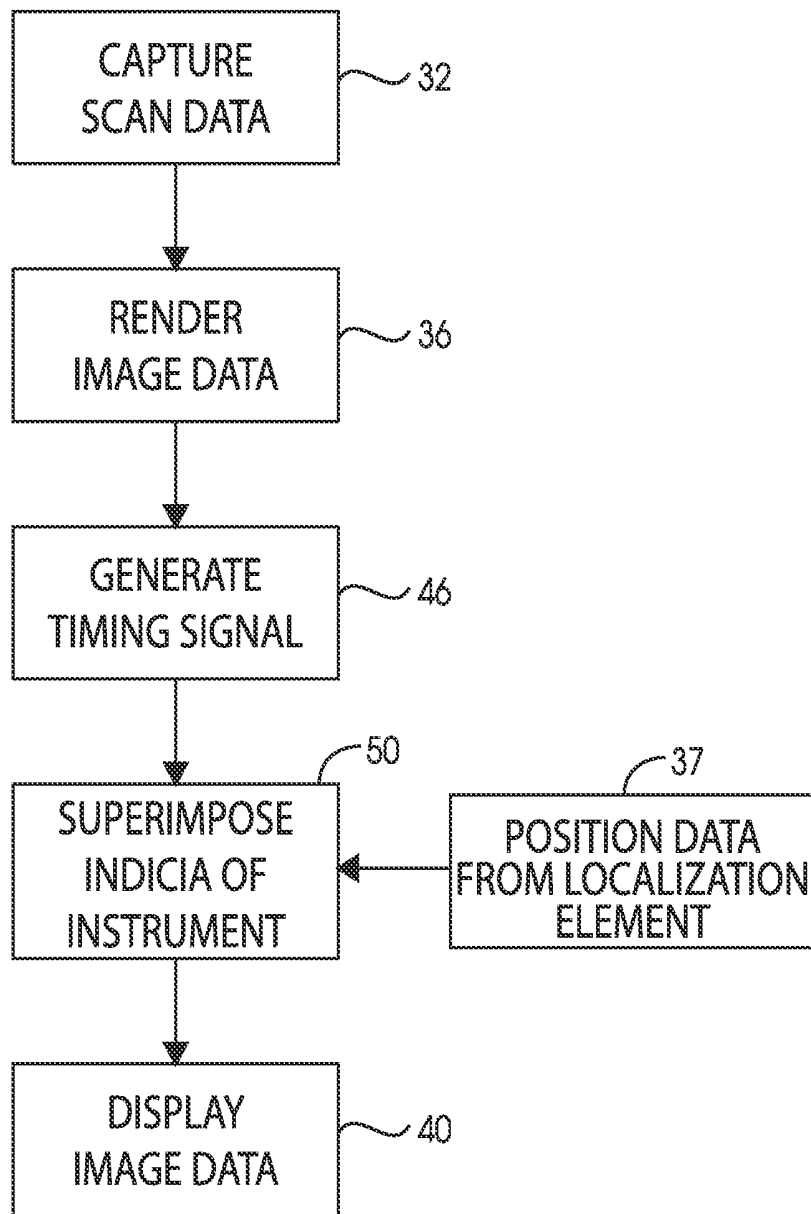 CAPTURE
SCAN DATA
32
RENDER
IMAGE DATA
36
GENERATE
TIMING SIGNAL
46
50
SUPERIMPOSE
INDICIA OF
INSTRUMENT
37
POSITION DATA
FROM LOCALIZATION
ELEMENT
DISPLAY
IMAGE DATA
40